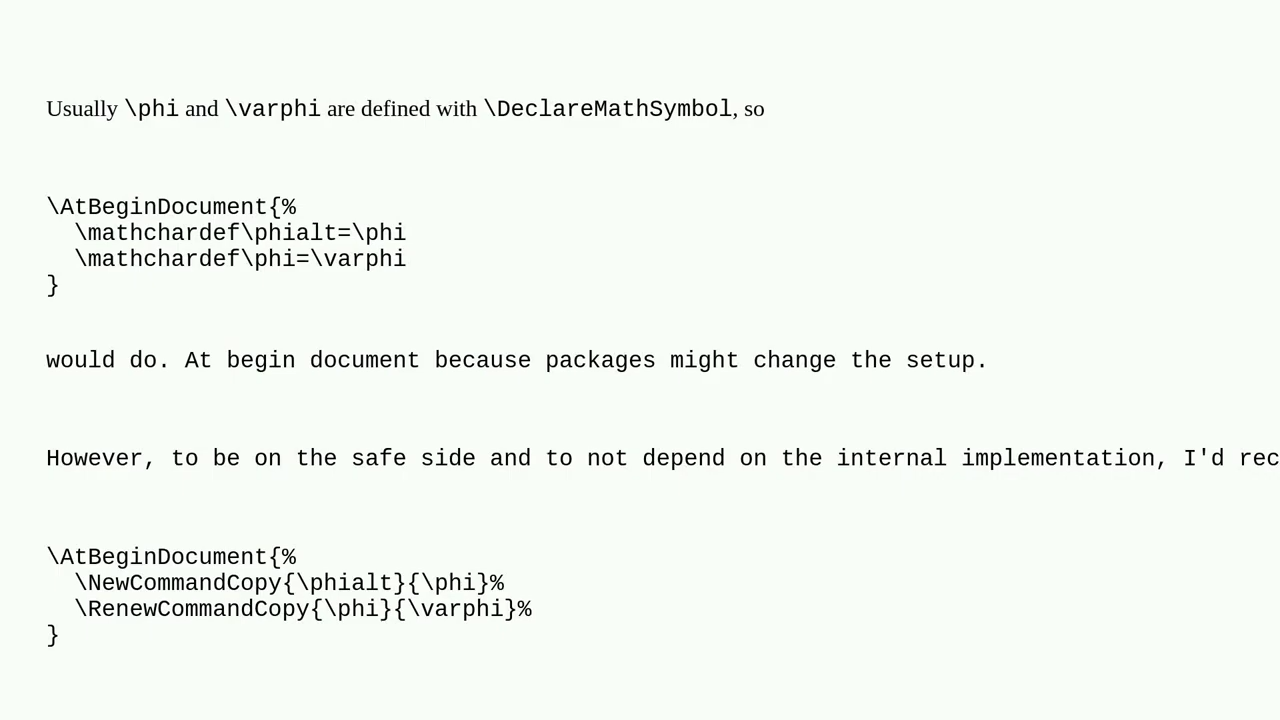 Usually \phi and \varphi are defined with \DeclareMathSymbol, so
\AtBeginDocument{%
  \mathchardef\phialt=\phi
  \mathchardef\phi=\varphi
}
would do. At begin document because packages might change the setup.
However, to be on the safe side and to not depend on the internal implementation, I'd rec
\AtBeginDocument{%
  \NewCommandCopy{\phialt}{\phi}%
  \RenewCommandCopy{\phi}{\varphi}%
}